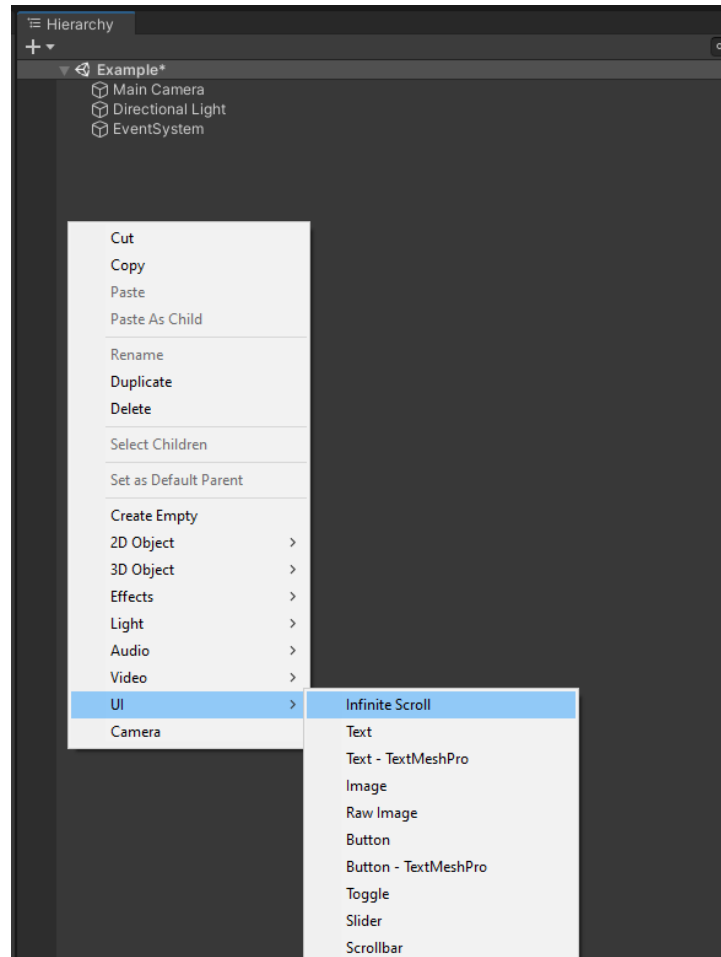 Hierarchy
Example*
Main Camera
Directional Light
EventSystem
Cut
Copy
Paste
Paste As Child
Rename
Duplicate
Delete
Select Children
Set as Default Parent
Create Empty
2D Object
3D Object
Effects
Light
Audio
Video
UI
Camera
Infinite Scroll
Text
Text - TextMeshPro
Image
Raw Image
Button
Button - TextMeshPro
Toggle
Slider
Scrollbar